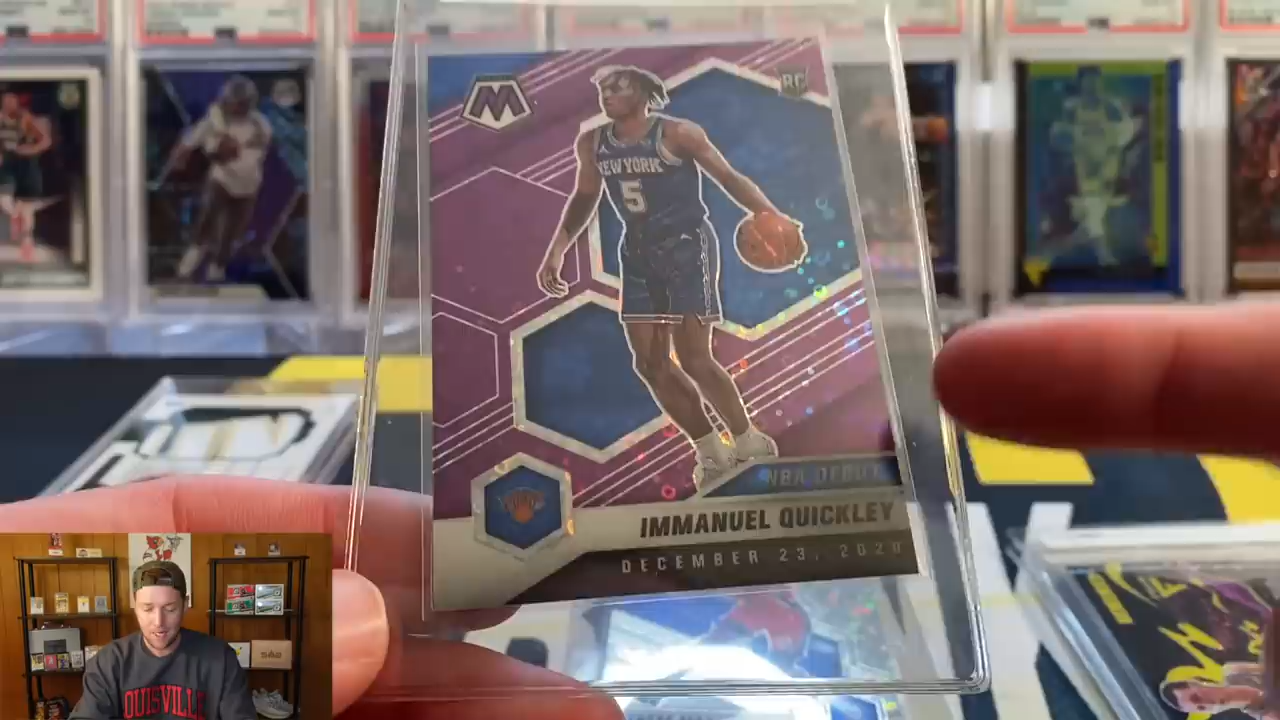 M
RC
NEW YORK
5
NBA DEBUT
IMMANUEL QUICKLEY
DECEMBER 23, 2020
LOUISVILLE